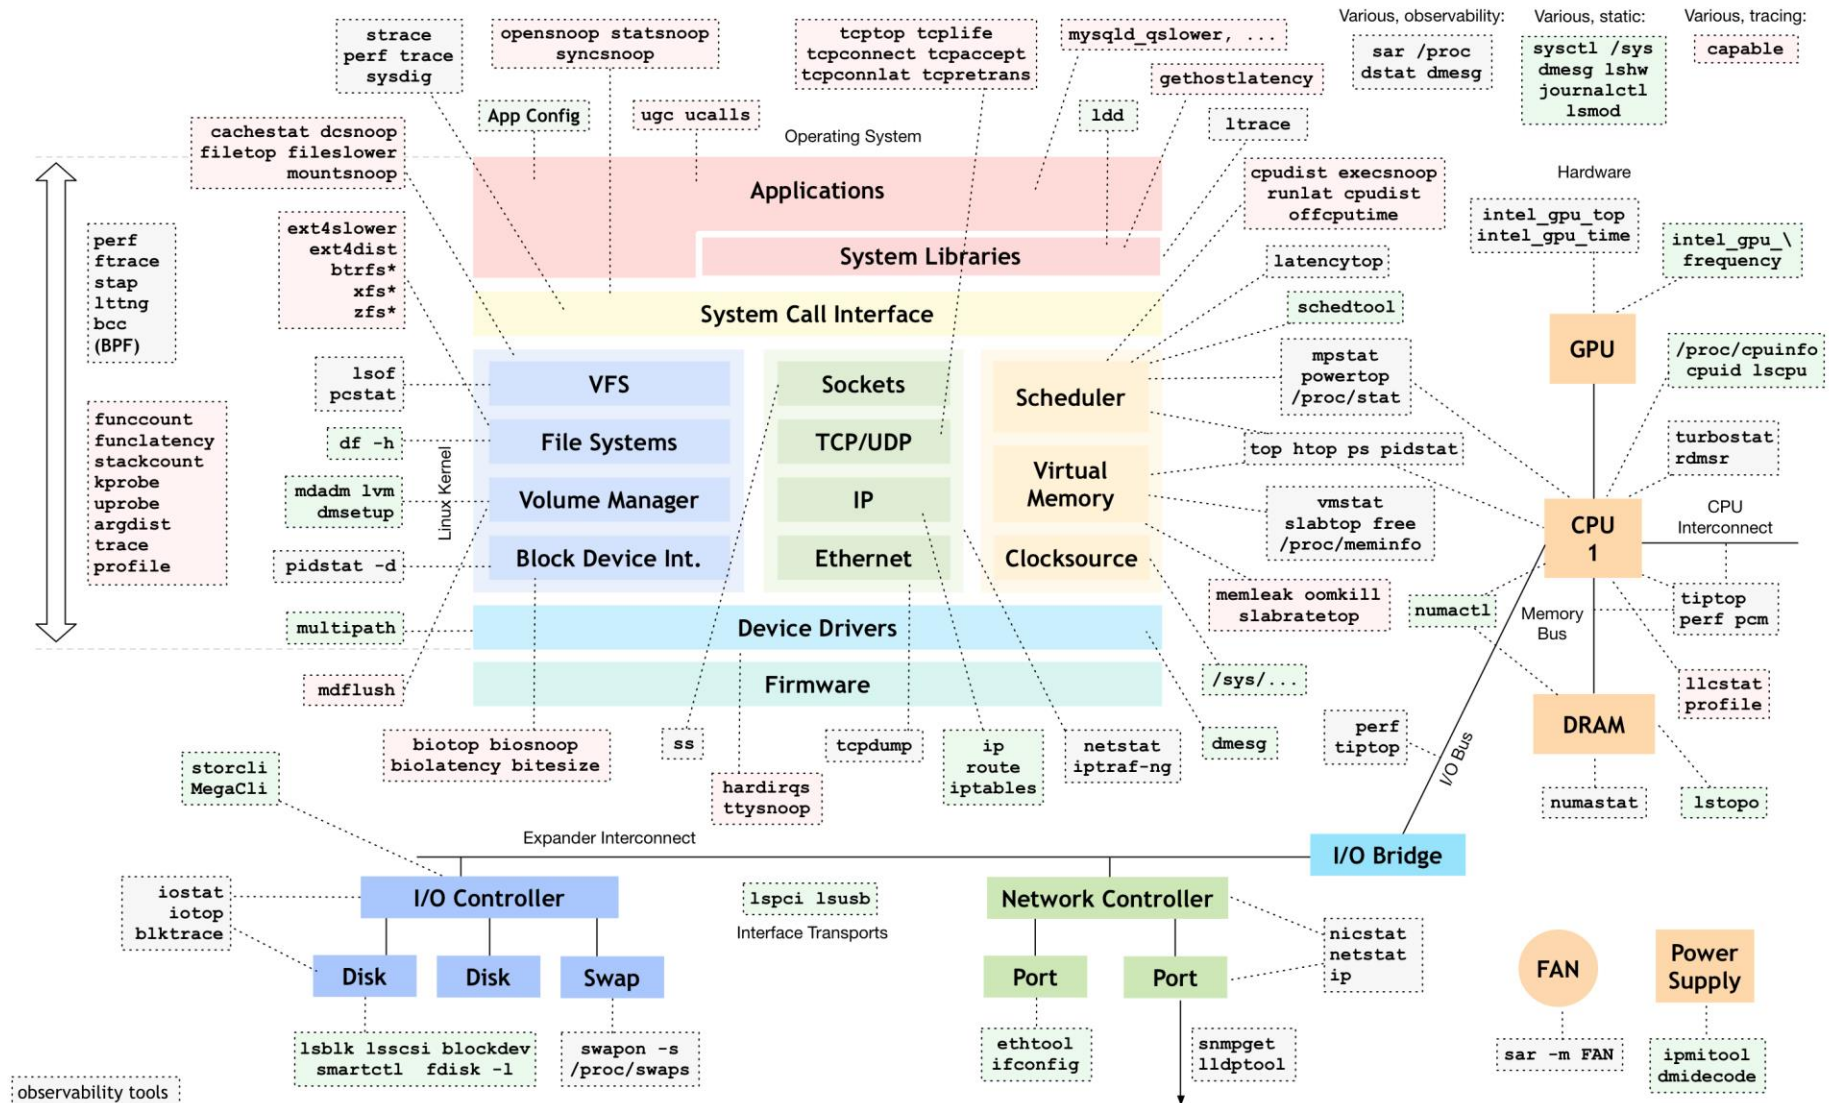 Various, observability:
sar /proc
dstat dmesg
Various, static:
sysctl /sys
dmesg lshw
journalctl
lsmod
Various, tracing:
capable
strace
perf trace
sysdig
opensnoop statsnoop
syncsnoop
tcptop tcplife
tcpconnect tcpaccept
tcpconnlat tcpretrans
mysqld_qslower, ...
gethostlatency
App Config
ugc ucalls
ldd
ltrace
Operating System
cachestat dcsnoop
filetop fileslower
mountsnoop
Applications
cpudist execsnoop
runlat cpudist
offcputime
Hardware
intel_gpu_top
intel_gpu_time
intel_gpu_\
frequency
perf
ftrace
stap
lttng
bcc
(BPF)
ext4slower
ext4dist
btrfs*
xfs*
zfs*
System Libraries
latencytop
System Call Interface
schedtool
GPU
/proc/cpuinfo
cpuid lscpu
lsof
pcstat
VFS
Sockets
Scheduler
mpstat
powertop
/proc/stat
funccount
funclatency
stackcount
kprobe
uprobe
argdist
trace
profile
df -h
File Systems
TCP/UDP
top htop ps pidstat
turbostat
rdmsr
Linux Kernel
mdadm lvm
dmsetup
Volume Manager
IP
Virtual
Memory
vmstat
slabtop free
/proc/meminfo
CPU
1
CPU
Interconnect
pidstat -d
Block Device Int.
Ethernet
Clocksource
memleak oomkill
slabratetop
numactl
Memory
Bus
tiptop
perf pcm
multipath
Device Drivers
mdflush
Firmware
/sys/...
llcstat
profile
DRAM
biotop biosnoop
biolatency bitesize
ss
tcpdump
ip
route
iptables
netstat
iptraf-ng
dmesg
perf
tiptop
I/O Bus
storcli
MegaCli
hardirqs
ttysnoop
numastat
lstopo
Expander Interconnect
I/O Bridge
iostat
iotop
blktrace
I/O Controller
lspci lsusb
Interface Transports
Network Controller
nicstat
netstat
ip
Disk
Disk
Swap
Port
Port
FAN
Power
Supply
lsblk lsscsi blockdev
smartctl fdisk -l
swapon -s
/proc/swaps
ethtool
ifconfig
snmpget
lldptool
sar -m FAN
ipmitool
dmidecode
observability tools